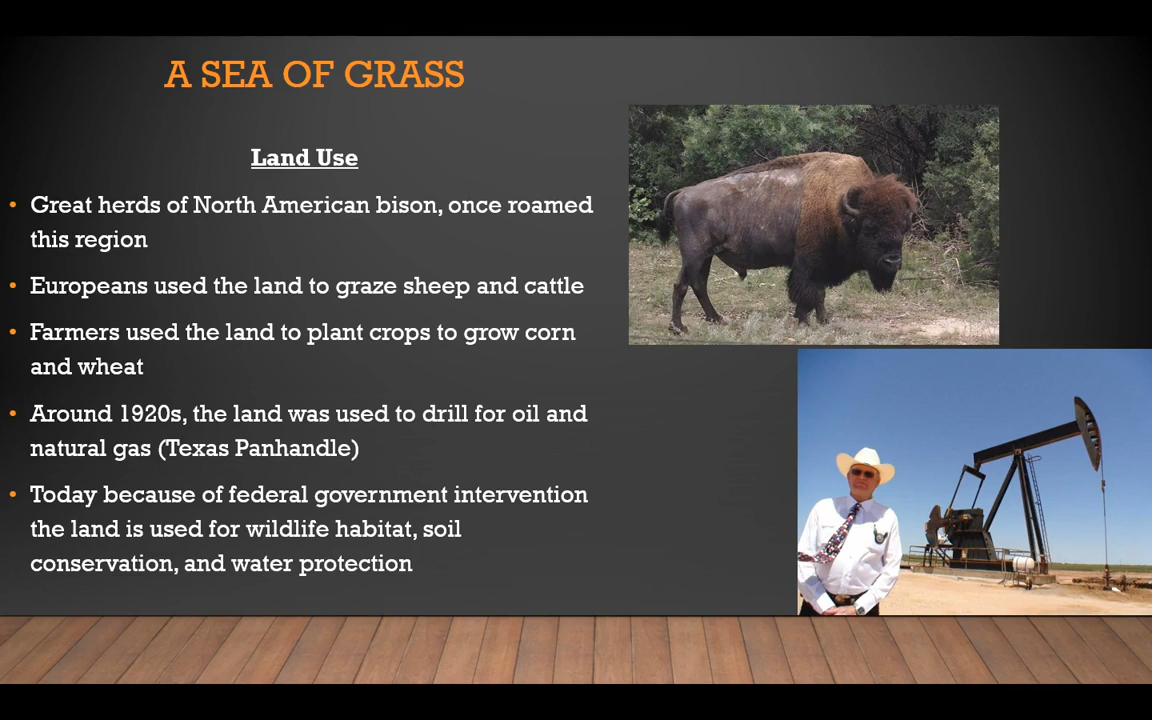 A SEA OF GRASS
Land Use
• Great herds of North American bison, once roamed
this region
• Europeans used the land to graze sheep and cattle
• Farmers used the land to plant crops to grow corn
and wheat
• Around 1920s, the land was used to drill for oil and
natural gas (Texas Panhandle)
• Today because of federal government intervention
the land is used for wildlife habitat, soil
conservation, and water protection